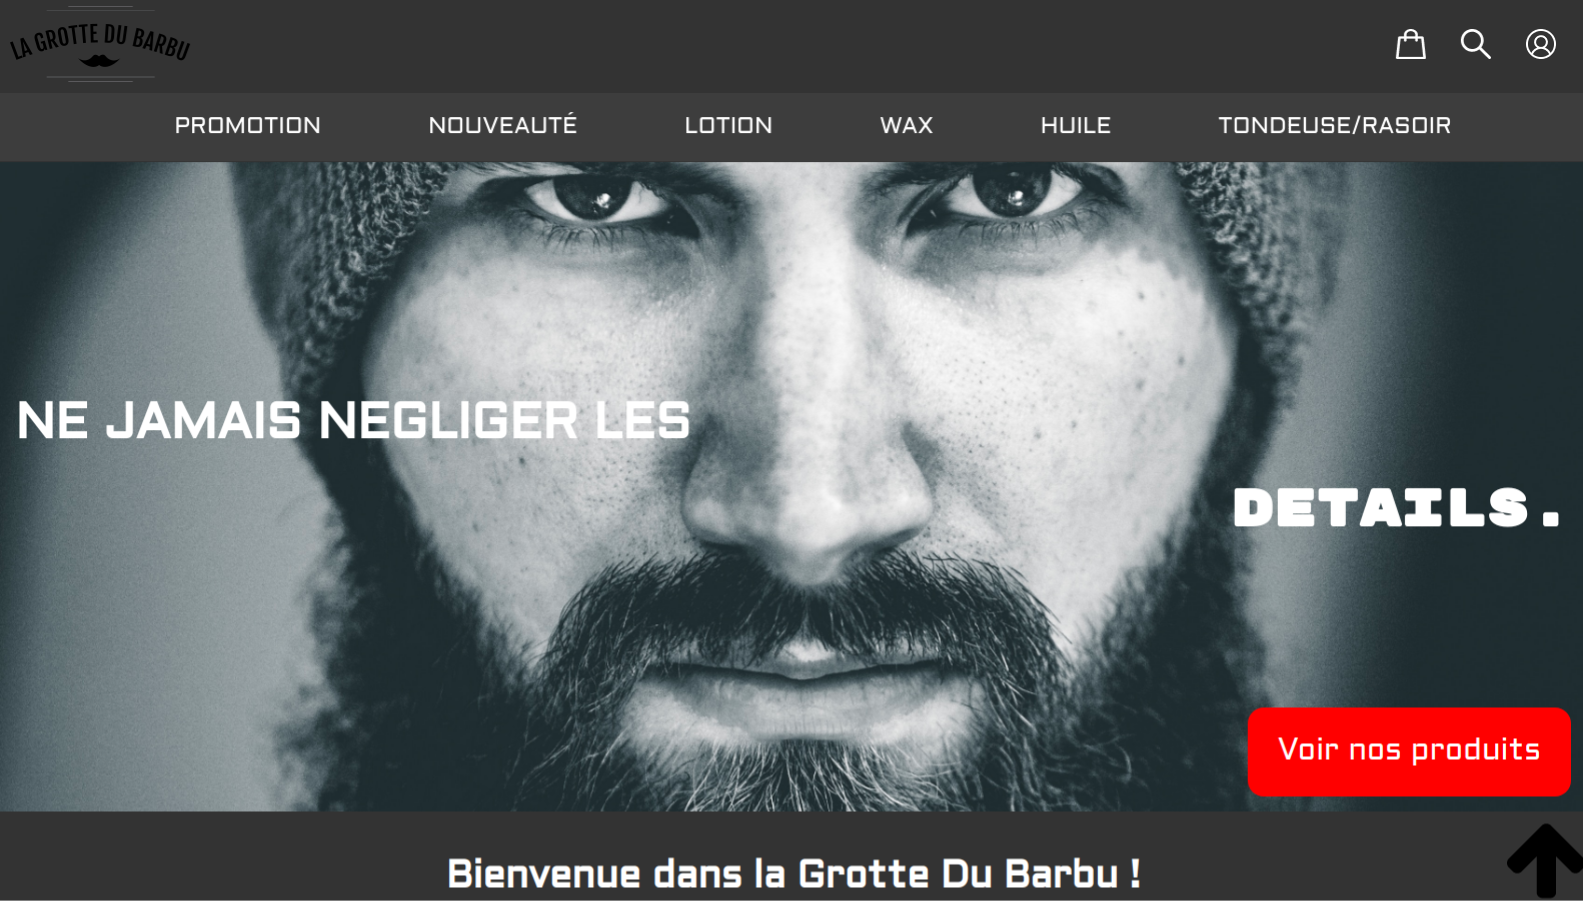 LA GROTTE DU BARBU
PROMOTION NOUVEAUTÉ LOTION WAX HUILE TONDEUSE/RASOIR
NE JAMAIS NEGLIGER LES
DETAILS.
Voir nos produits
Bienvenue dans la Grotte Du Barbu !